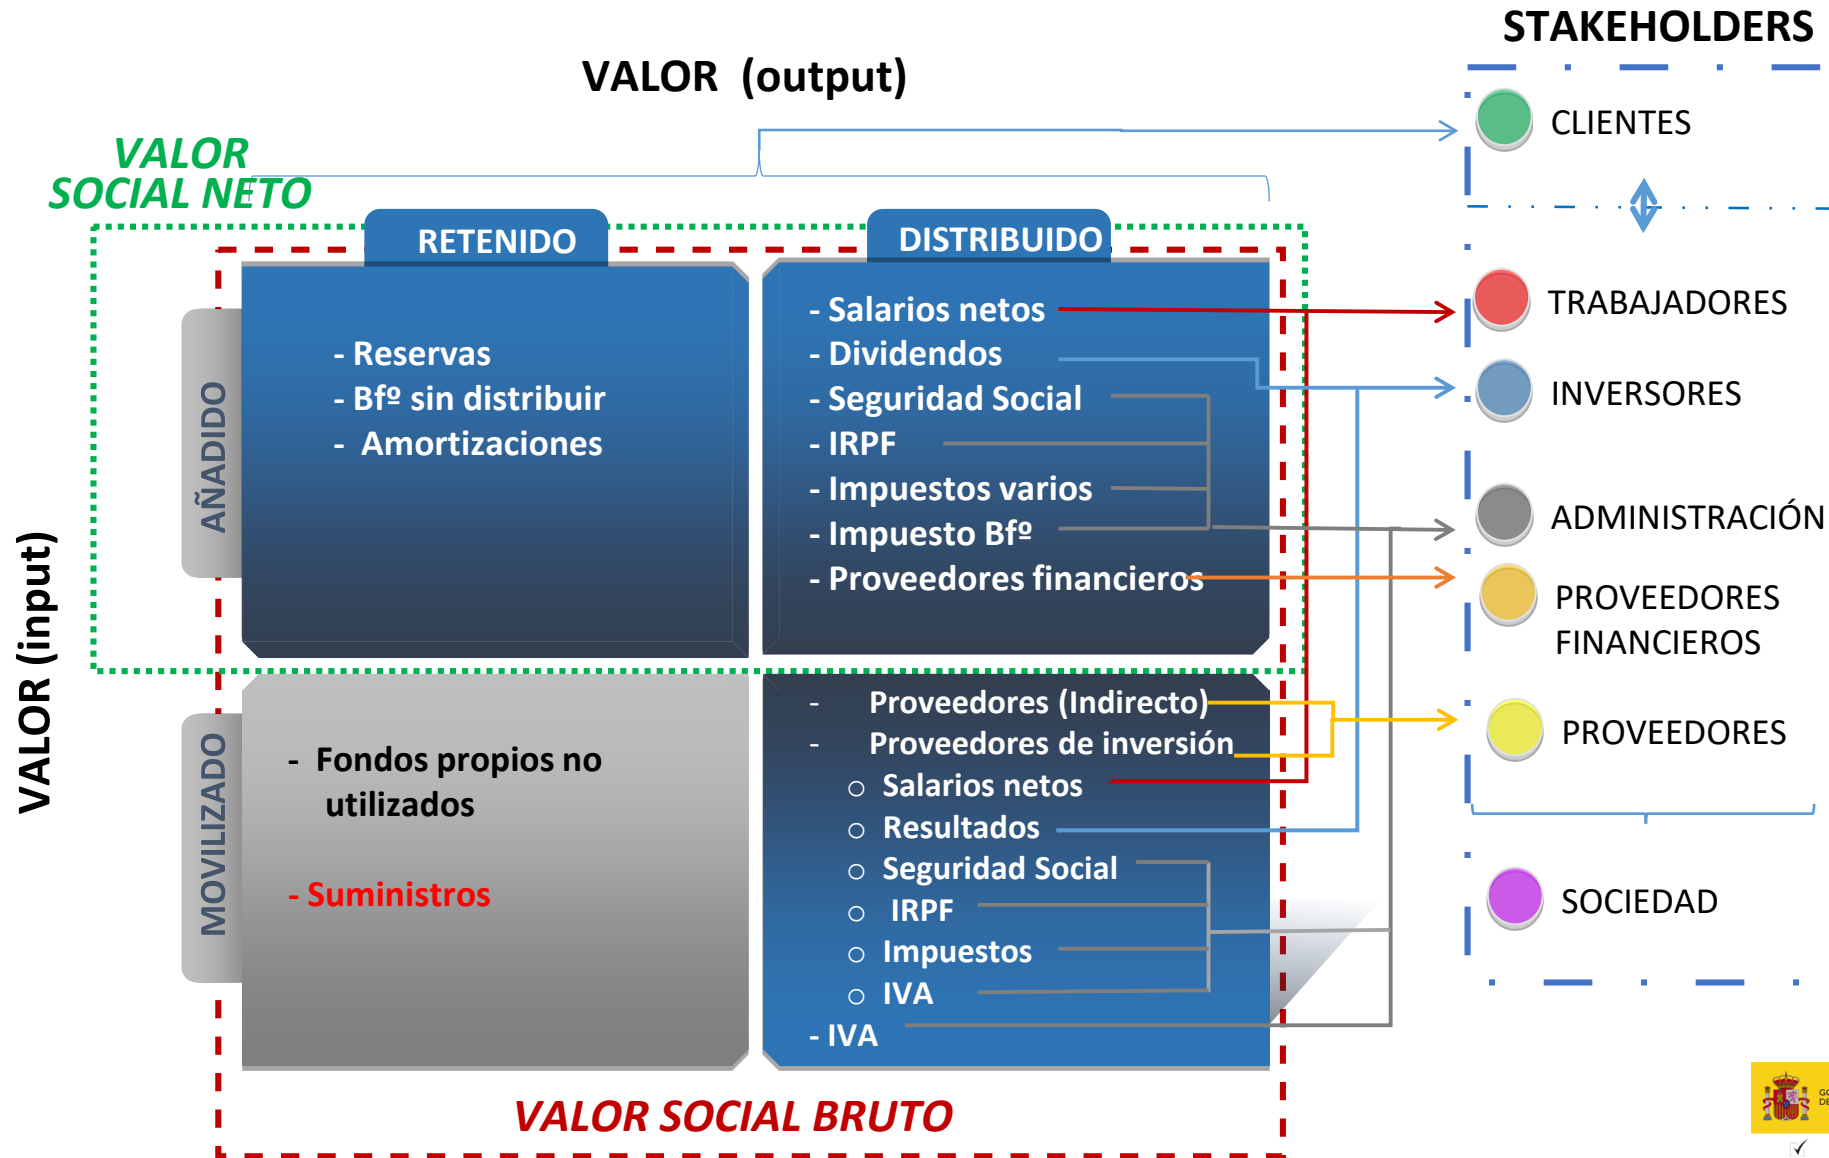 STAKEHOLDERS
VALOR (output)
CLIENTES
VALOR
SOCIAL NETO
RETENIDO
DISTRIBUIDO
- Salarios netos
- Dividendos
- Seguridad Social
- IRPF
- Impuestos varios
- Impuesto Bfº
- Proveedores financieros
- Reservas
- Bfº sin distribuir
- Amortizaciones
AÑADIDO
TRABAJADORES
INVERSORES
ADMINISTRACIÓN
PROVEEDORES
FINANCIEROS
VALOR (input)
MOVILIZADO
- Fondos propios no
utilizados
- Suministros
- Proveedores (Indirecto)
- Proveedores de inversión
o Salarios netos
o Resultados
o Seguridad Social
o IRPF
o Impuestos
o IVA
- IVA
PROVEEDORES
SOCIEDAD
VALOR SOCIAL BRUTO